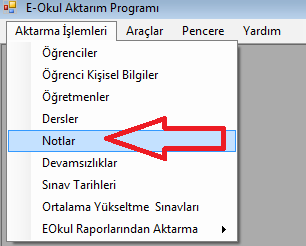 E-Okul Aktarım Programı
Aktarma İşlemleri Araçlar Pencere Yardım
Öğrenciler
Öğrenci Kişisel Bilgiler
Öğretmenler
Dersler
Notlar
Devamsızlıklar
Sınav Tarihleri
Ortalama Yükseltme Sınavları
EOkul Raporlarından Aktarma